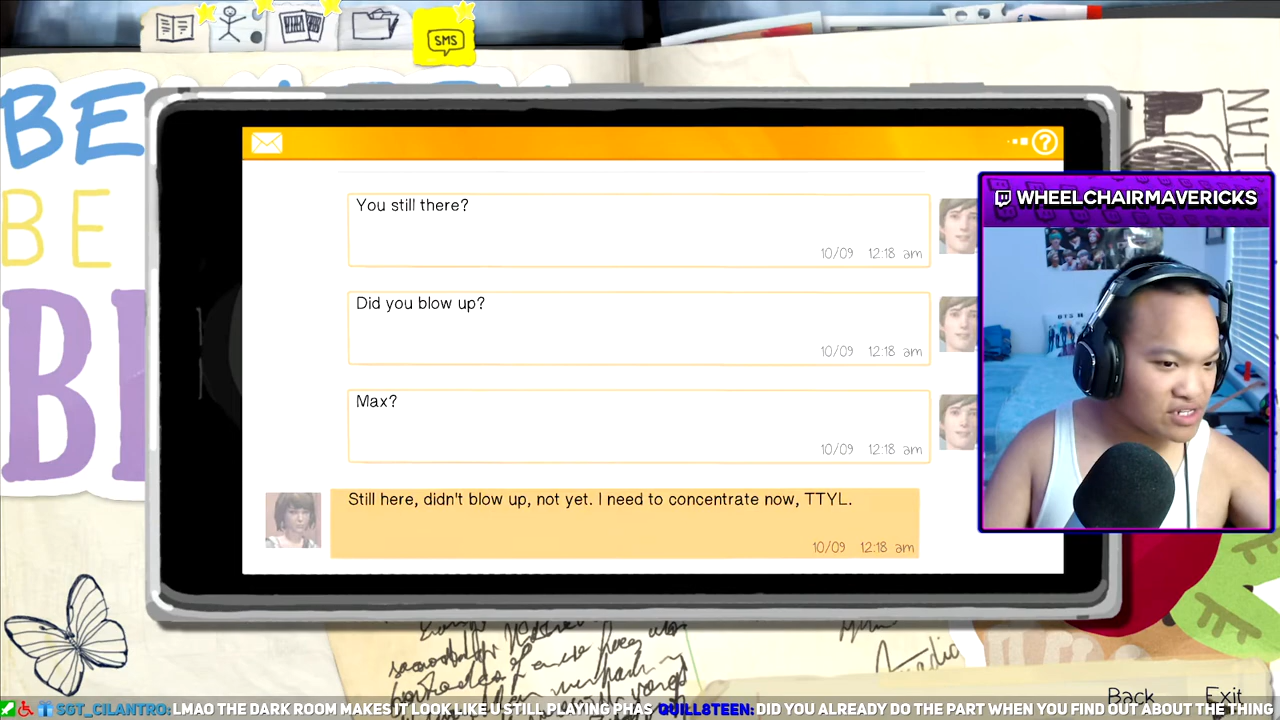 SMS
BE
BE
B
You still there?
10/09 12:18 am
Did you blow up?
10/09 12:18 am
Max?
10/09 12:18 am
Still here, didn't blow up, not yet. I need to concentrate now, TTYL.
10/09 12:18 am
WHEELCHAIRMAVERICKS
Back Exit
SGT_CILANTRO: LMAO THE DARK ROOM MAKES IT LOOK LIKE U STILL PLAYING PHAS QUILL8TEEN: DID YOU ALREADY DO THE PART WHEN YOU FIND OUT ABOUT THE THING